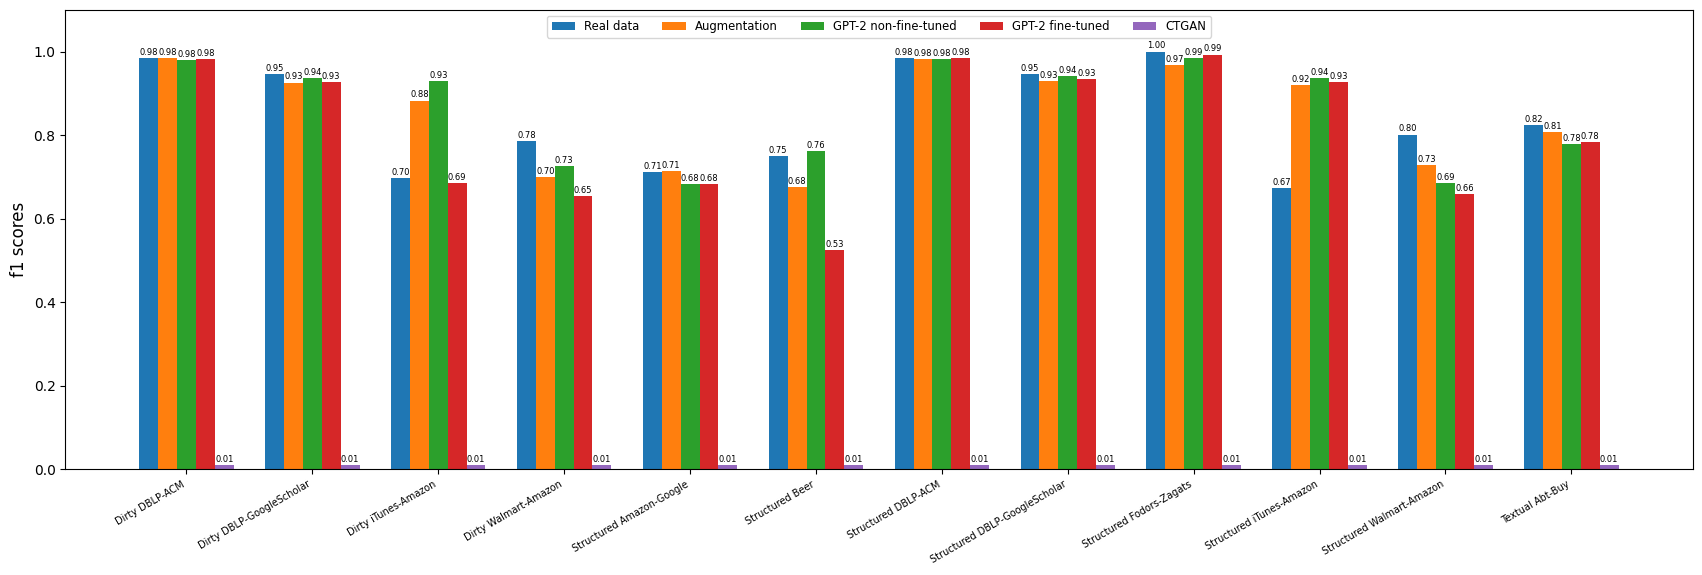 Real data Augmentation GPT-2 non-fine-tuned GPT-2 fine-tuned CTGAN
f1 scores
1.0
0.8
0.6
0.4
0.2
0.0
0.98 0.98 0.98 0.98 0.01
0.95 0.93 0.94 0.93 0.01
0.70 0.88 0.93 0.69 0.01
0.78 0.70 0.73 0.65 0.01
0.71 0.71 0.68 0.68 0.01
0.75 0.68 0.76 0.53 0.01
0.98 0.98 0.98 0.98 0.01
0.95 0.93 0.94 0.93 0.01
1.00 0.97 0.99 0.99 0.01
0.67 0.92 0.94 0.93 0.01
0.80 0.73 0.69 0.66 0.01
0.82 0.81 0.78 0.78 0.01
Dirty DBLP-ACM
Dirty DBLP-GoogleScholar
Dirty iTunes-Amazon
Dirty Walmart-Amazon
Structured Amazon-Google
Structured Beer
Structured DBLP-ACM
Structured DBLP-GoogleScholar
Structured Fodors-Zagats
Structured iTunes-Amazon
Structured Walmart-Amazon
Textual Abt-Buy